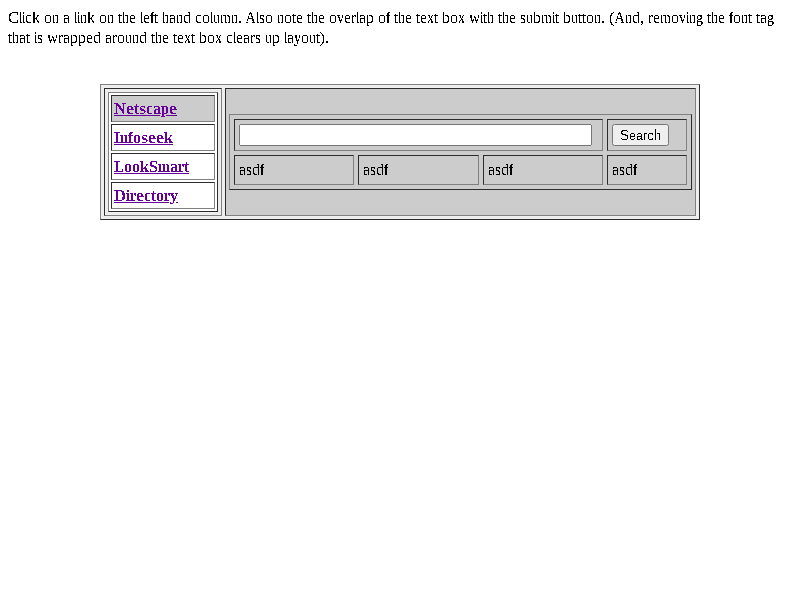 Click on a link on the left hand column. Also note the overlap of the text box with the submit button. (And, removing the font tag
that is wrapped around the text box clears up layout).
Netscape
Infoseek
LookSmart
Directory
Search
asdf asdf asdf asdf